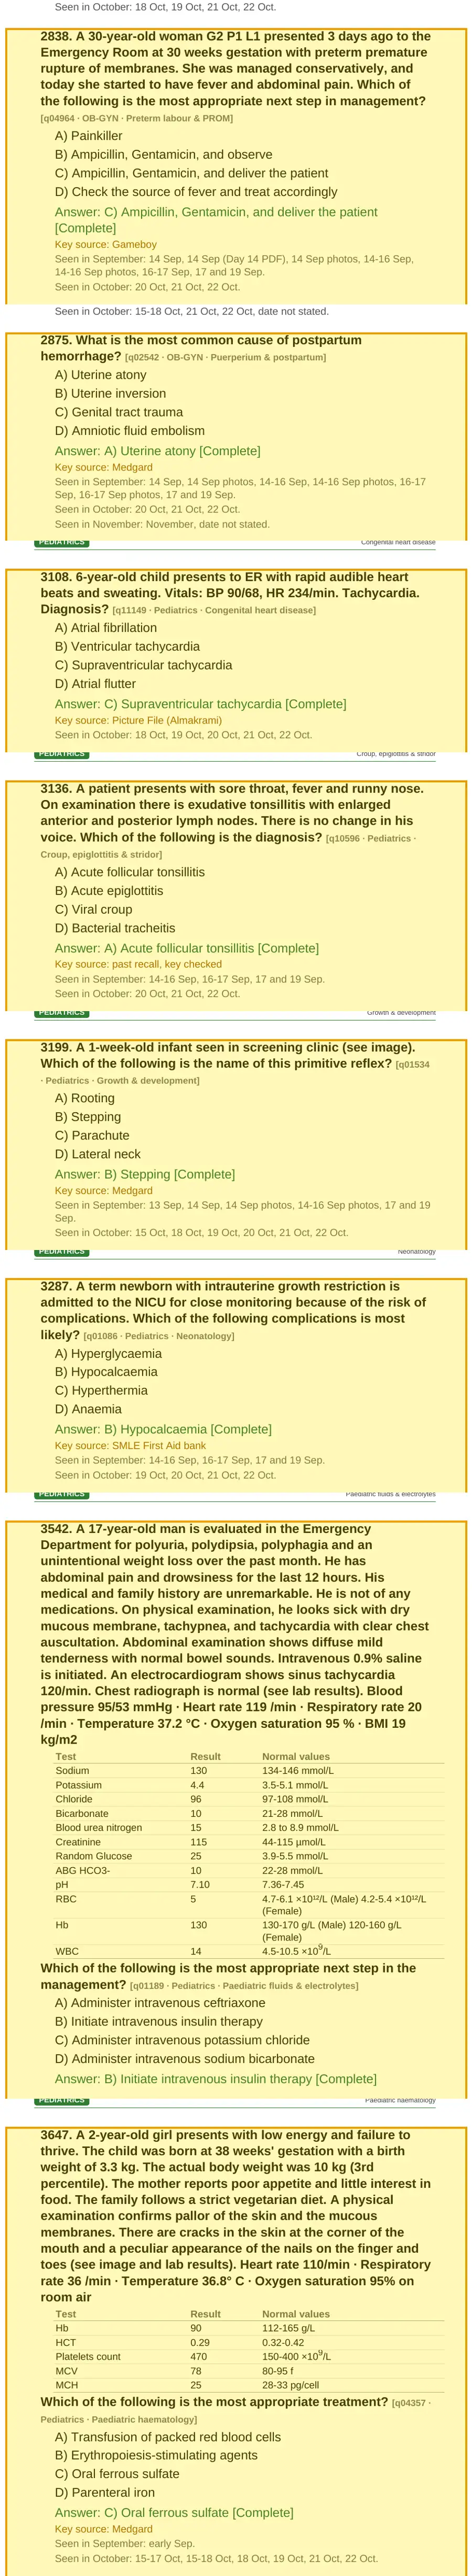 Seen in October: 18 Oct, 19 Oct, 21 Oct, 22 Oct.
2838. A 30-year-old woman G2 P1 L1 presented 3 days ago to the
Emergency Room at 30 weeks gestation with preterm premature
rupture of membranes. She was managed conservatively, and
today she started to have fever and abdominal pain. Which of
the following is the most appropriate next step in management?
[q04964 · OB-GYN · Preterm labour & PROM]
A) Painkiller
B) Ampicillin, Gentamicin, and observe
C) Ampicillin, Gentamicin, and deliver the patient
D) Check the source of fever and treat accordingly
Answer: C) Ampicillin, Gentamicin, and deliver the patient
[Complete]
Key source: Gameboy
Seen in September: 14 Sep, 14 Sep (Day 14 PDF), 14 Sep photos, 14-16 Sep,
14-16 Sep photos, 16-17 Sep, 17 and 19 Sep.
Seen in October: 20 Oct, 21 Oct, 22 Oct.
Seen in October: 15-18 Oct, 21 Oct, 22 Oct, date not stated.
2875. What is the most common cause of postpartum
hemorrhage? [q02542 · OB-GYN · Puerperium & postpartum]
A) Uterine atony
B) Uterine inversion
C) Genital tract trauma
D) Amniotic fluid embolism
Answer: A) Uterine atony [Complete]
Key source: Medgard
Seen in September: 14 Sep, 14 Sep photos, 14-16 Sep, 14-16 Sep photos, 16-17
Sep, 16-17 Sep photos, 17 and 19 Sep.
Seen in October: 20 Oct, 21 Oct, 22 Oct.
Seen in November: November, date not stated.
PEDIATRICS Congenital heart disease
3108. 6-year-old child presents to ER with rapid audible heart
beats and sweating. Vitals: BP 90/68, HR 234/min. Tachycardia.
Diagnosis? [q11149 · Pediatrics · Congenital heart disease]
A) Atrial fibrillation
B) Ventricular tachycardia
C) Supraventricular tachycardia
D) Atrial flutter
Answer: C) Supraventricular tachycardia [Complete]
Key source: Picture File (Almakrami)
Seen in October: 18 Oct, 19 Oct, 20 Oct, 21 Oct, 22 Oct.
PEDIATRICS Croup, epiglottitis & stridor
3136. A patient presents with sore throat, fever and runny nose.
On examination there is exudative tonsillitis with enlarged
anterior and posterior lymph nodes. There is no change in his
voice. Which of the following is the diagnosis? [q10596 · Pediatrics ·
Croup, epiglottitis & stridor]
A) Acute follicular tonsillitis
B) Acute epiglottitis
C) Viral croup
D) Bacterial tracheitis
Answer: A) Acute follicular tonsillitis [Complete]
Key source: past recall, key checked
Seen in September: 14-16 Sep, 16-17 Sep, 17 and 19 Sep.
Seen in October: 20 Oct, 21 Oct, 22 Oct.
PEDIATRICS Growth & development
3199. A 1-week-old infant seen in screening clinic (see image).
Which of the following is the name of this primitive reflex? [q01534
· Pediatrics · Growth & development]
A) Rooting
B) Stepping
C) Parachute
D) Lateral neck
Answer: B) Stepping [Complete]
Key source: Medgard
Seen in September: 13 Sep, 14 Sep, 14 Sep photos, 14-16 Sep photos, 17 and 19
Sep.
Seen in October: 15 Oct, 18 Oct, 19 Oct, 20 Oct, 21 Oct, 22 Oct.
PEDIATRICS Neonatology
3287. A term newborn with intrauterine growth restriction is
admitted to the NICU for close monitoring because of the risk of
complications. Which of the following complications is most
likely? [q01086 · Pediatrics · Neonatology]
A) Hyperglycaemia
B) Hypocalcaemia
C) Hyperthermia
D) Anaemia
Answer: B) Hypocalcaemia [Complete]
Key source: SMLE First Aid bank
Seen in September: 14-16 Sep, 16-17 Sep, 17 and 19 Sep.
Seen in October: 19 Oct, 20 Oct, 21 Oct, 22 Oct.
PEDIATRICS Paediatric fluids & electrolytes
3542. A 17-year-old man is evaluated in the Emergency
Department for polyuria, polydipsia, polyphagia and an
unintentional weight loss over the past month. He has
abdominal pain and drowsiness for the last 12 hours. His
medical and family history are unremarkable. He is not of any
medications. On physical examination, he looks sick with dry
mucous membrane, tachypnea, and tachycardia with clear chest
auscultation. Abdominal examination shows diffuse mild
tenderness with normal bowel sounds. Intravenous 0.9% saline
is initiated. An electrocardiogram shows sinus tachycardia
120/min. Chest radiograph is normal (see lab results). Blood
pressure 95/53 mmHg · Heart rate 119 /min · Respiratory rate 20
/min · Temperature 37.2 °C · Oxygen saturation 95 % · BMI 19
kg/m2
Test Result Normal values
Sodium 130 134-146 mmol/L
Potassium 4.4 3.5-5.1 mmol/L
Chloride 96 97-108 mmol/L
Bicarbonate 10 21-28 mmol/L
Blood urea nitrogen 15 2.8 to 8.9 mmol/L
Creatinine 115 44-115 µmol/L
Random Glucose 25 3.9-5.5 mmol/L
ABG HCO3- 10 22-28 mmol/L
pH 7.10 7.36-7.45
RBC 5 4.7-6.1 ×10¹²/L (Male) 4.2-5.4 ×10¹²/L
(Female)
Hb 130 130-170 g/L (Male) 120-160 g/L
(Female)
WBC 14 4.5-10.5 ×10⁹/L
Which of the following is the most appropriate next step in the
management? [q01189 · Pediatrics · Paediatric fluids & electrolytes]
A) Administer intravenous ceftriaxone
B) Initiate intravenous insulin therapy
C) Administer intravenous potassium chloride
D) Administer intravenous sodium bicarbonate
Answer: B) Initiate intravenous insulin therapy [Complete]
PEDIATRICS Paediatric haematology
3647. A 2-year-old girl presents with low energy and failure to
thrive. The child was born at 38 weeks' gestation with a birth
weight of 3.3 kg. The actual body weight was 10 kg (3rd
percentile). The mother reports poor appetite and little interest in
food. The family follows a strict vegetarian diet. A physical
examination confirms pallor of the skin and the mucous
membranes. There are cracks in the skin at the corner of the
mouth and a peculiar appearance of the nails on the finger and
toes (see image and lab results). Heart rate 110/min · Respiratory
rate 36 /min · Temperature 36.8° C · Oxygen saturation 95% on
room air
Test Result Normal values
Hb 90 112-165 g/L
HCT 0.29 0.32-0.42
Platelets count 470 150-400 ×10⁹/L
MCV 78 80-95 f
MCH 25 28-33 pg/cell
Which of the following is the most appropriate treatment? [q04357 ·
Pediatrics · Paediatric haematology]
A) Transfusion of packed red blood cells
B) Erythropoiesis-stimulating agents
C) Oral ferrous sulfate
D) Parenteral iron
Answer: C) Oral ferrous sulfate [Complete]
Key source: Medgard
Seen in September: early Sep.
Seen in October: 15-17 Oct, 15-18 Oct, 18 Oct, 19 Oct, 21 Oct, 22 Oct.